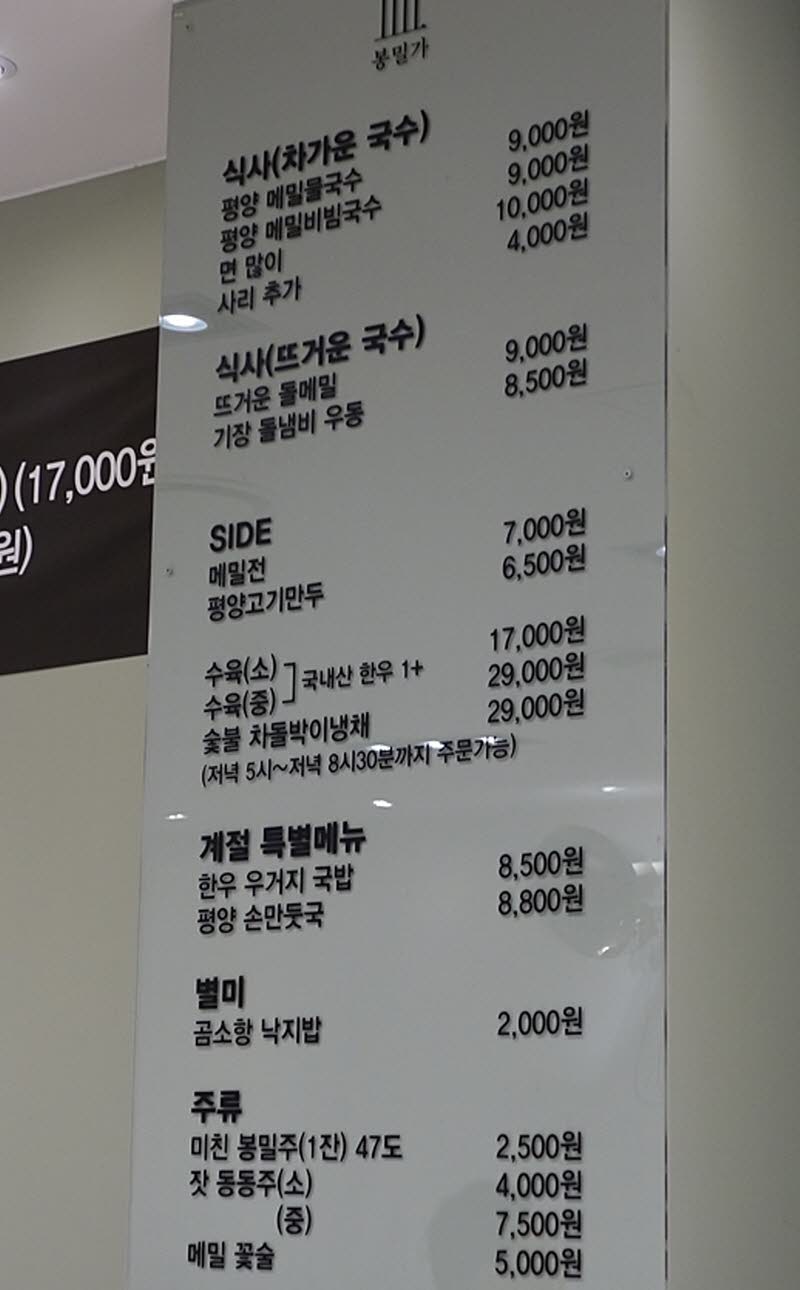 봉밀가
식사(차가운 국수)
평양 메밀물국수 9,000원
평양 메밀비빔국수 9,000원
면 많이 10,000원
사리 추가 4,000원
식사(뜨거운 국수)
뜨거운 돌메밀 9,000원
기장 돌냄비 우동 8,500원
) (17,000원
원)
SIDE
메밀전 7,000원
평양고기만두 6,500원
수육(소) 국내산 한우 1+ 17,000원
수육(중) 29,000원
숯불 차돌박이냉채 29,000원
(저녁 5시~저녁 8시30분까지 주문가능)
계절 특별메뉴
한우 우거지 국밥 8,500원
평양 손만둣국 8,800원
별미
곰소항 낙지밥 2,000원
주류
미친 봉밀주(1잔) 47도 2,500원
잣 동동주(소) 4,000원
(중) 7,500원
메밀 꽃술 5,000원